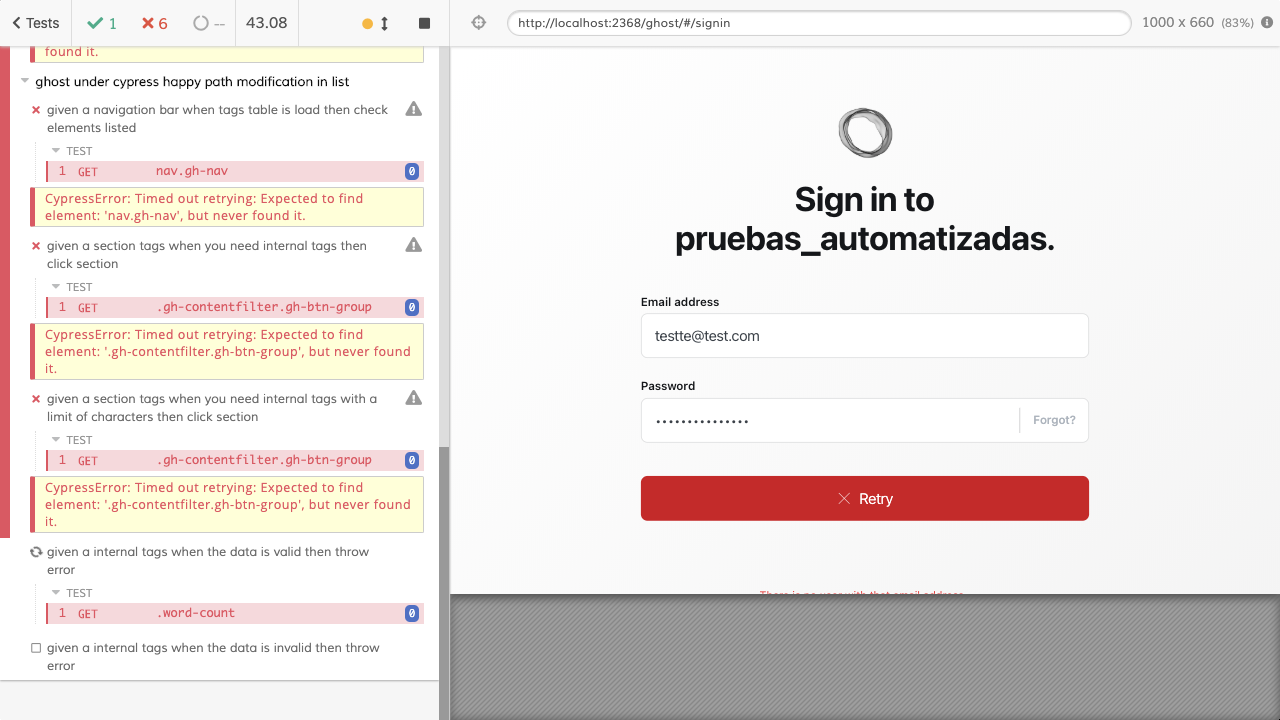 Tests
1
6
--
43.08
http://localhost:2368/ghost/#/signin
1000 x 660 (83%)
found it.
ghost under cypress happy path modification in list
given a navigation bar when tags table is load then check
elements listed
TEST
1 GET nav.gh-nav 0
CypressError: Timed out retrying: Expected to find
element: 'nav.gh-nav', but never found it.
given a section tags when you need internal tags then
click section
TEST
1 GET .gh-contentfilter.gh-btn-group 0
CypressError: Timed out retrying: Expected to find
element: '.gh-contentfilter.gh-btn-group', but never found
it.
given a section tags when you need internal tags with a
limit of characters then click section
TEST
1 GET .gh-contentfilter.gh-btn-group 0
CypressError: Timed out retrying: Expected to find
element: '.gh-contentfilter.gh-btn-group', but never found
it.
given a internal tags when the data is valid then throw
error
TEST
1 GET .word-count 0
given a internal tags when the data is invalid then throw
error
Sign in to
pruebas_automatizadas.
Email address
testte@test.com
Password
•••••••••••••••
Forgot?
Retry
There is no user with that email address.